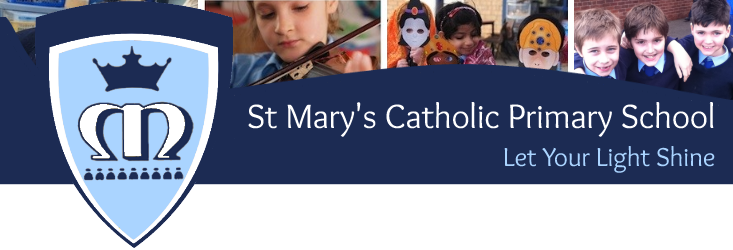 M
St Mary's Catholic Primary School
Let Your Light Shine